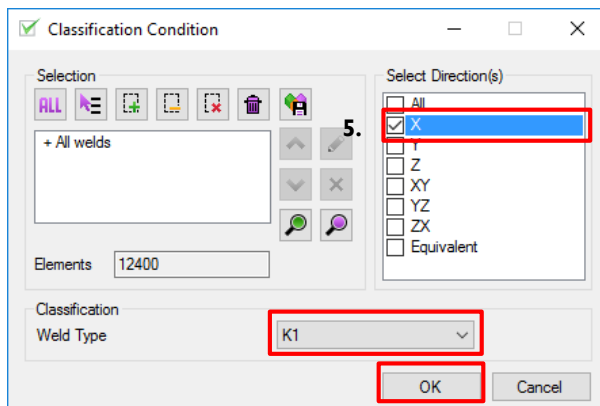 Classification Condition
Selection
ALL
+ All welds
Elements 12400
Select Direction(s)
All
5.
X
Y
Z
XY
YZ
ZX
Equivalent
Classification
Weld Type K1
OK Cancel